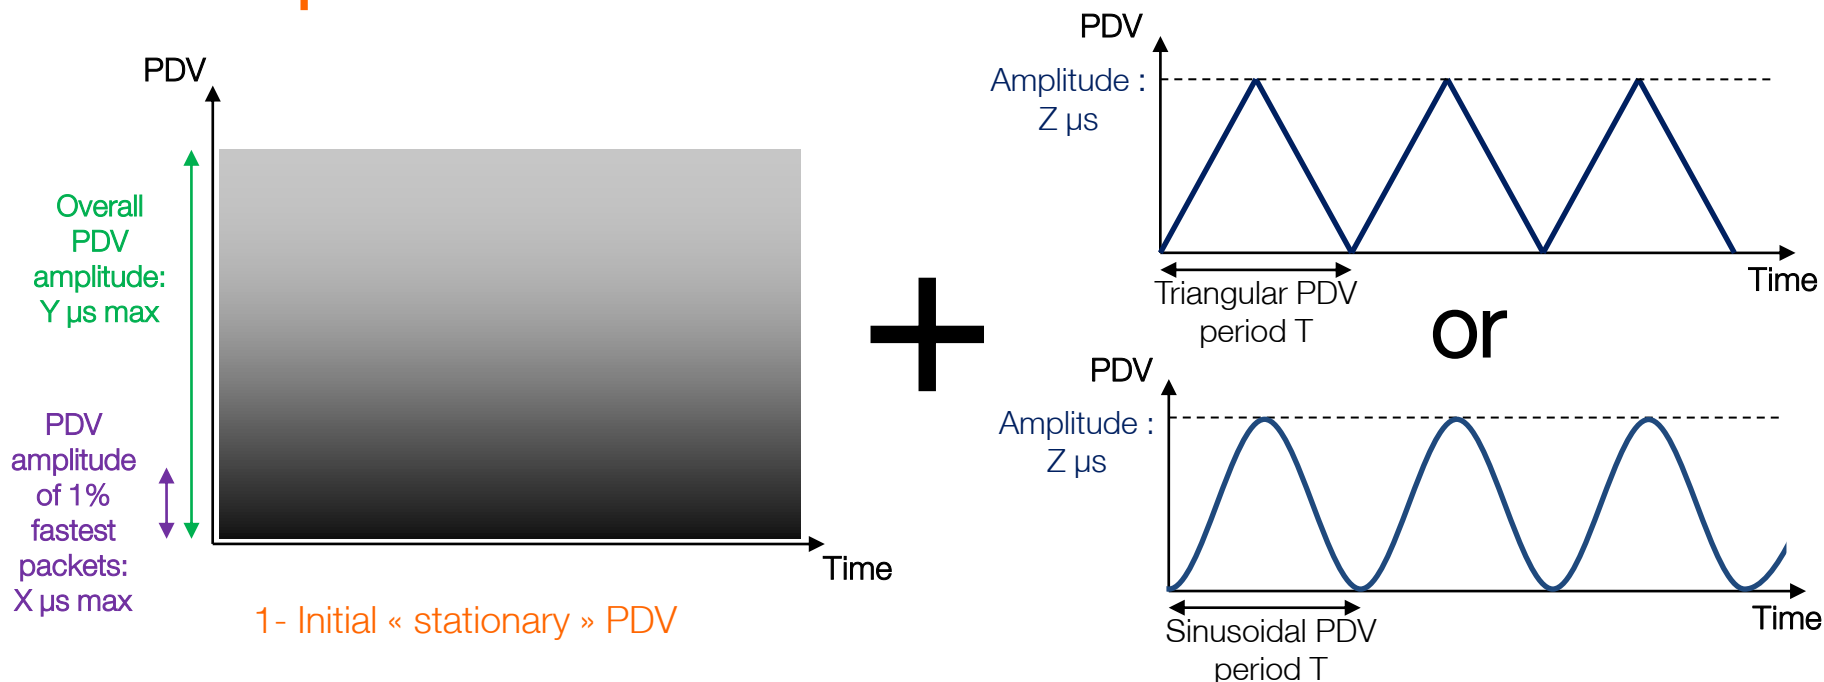 PDV
Overall
PDV
amplitude:
Y µs max
PDV
amplitude
of 1%
fastest
packets:
X µs max
Time
1- Initial « stationary » PDV
+
PDV
Amplitude :
Z µs
Time
Triangular PDV
period T
or
PDV
Amplitude :
Z µs
Time
Sinusoidal PDV
period T